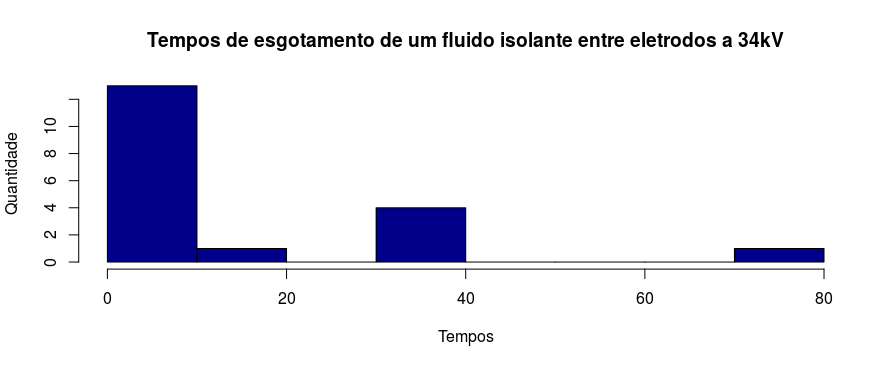 Tempos de esgotamento de um fluido isolante entre eletrodos a 34kV
Quantidade
10
8
6
4
2
0
0 20 40 60 80
Tempos